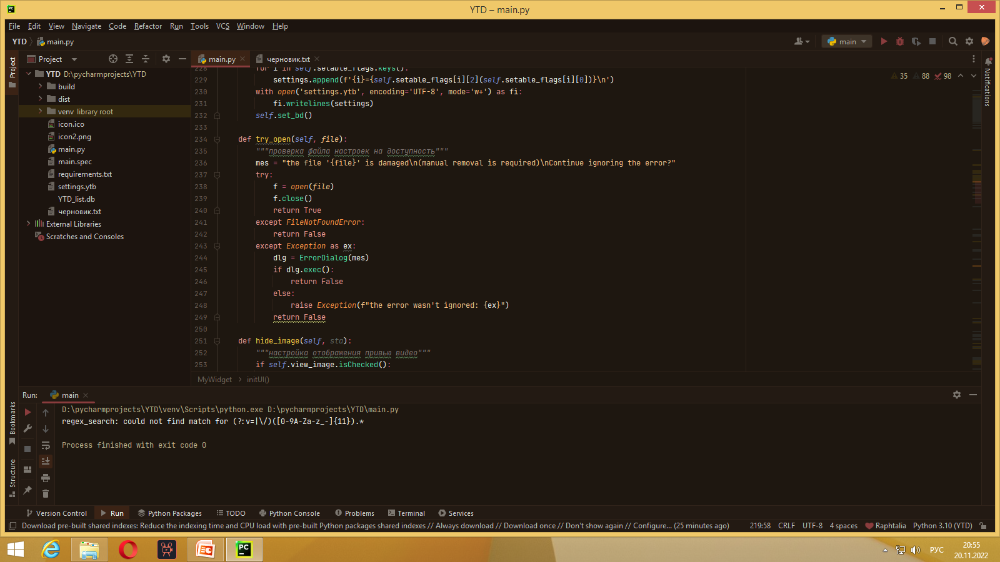 YTD – main.py
File Edit View Navigate Code Refactor Run Tools VCS Window Help
YTD main.py
main
Project
Project
main.py
черновик.txt
Notifications
YTD D:\pycharmprojects\YTD
build
dist
venv library root
icon.ico
icon2.png
main.py
main.spec
requirements.txt
settings.ytb
YTD_list.db
черновик.txt
External Libraries
Scratches and Consoles
35 88 98
228 for i in self.setable_flags.keys():
229 settings.append(f'{i}={self.setable_flags[i][2](self.setable_flags[i][0])}\n')
230 with open('settings.ytb', encoding='UTF-8', mode='w+') as fi:
231 fi.writelines(settings)
232 self.set_bd()
233
234 def try_open(self, file):
235 """проверка файла настроек на доступность"""
236 mes = "the file '{file}' is damaged\n(manual removal is required)\nContinue ignoring the error?"
237 try:
238 f = open(file)
239 f.close()
240 return True
241 except FileNotFoundError:
242 return False
243 except Exception as ex:
244 dlg = ErrorDialog(mes)
245 if dlg.exec():
246 return False
247 else:
248 raise Exception(f"the error wasn't ignored: {ex}")
249 return False
250
251 def hide_image(self, sta):
252 """настройка отображения привью видео"""
253 if self.view_image.isChecked():
MyWidget › initUI()
Run: main
D:\pycharmprojects\YTD\venv\Scripts\python.exe D:\pycharmprojects\YTD\main.py
regex_search: could not find match for (?:v=|\/)([0-9A-Za-z_-]{11}).*
Process finished with exit code 0
Bookmarks
Structure
Version Control Run Python Packages TODO Python Console Problems Terminal Services
Download pre-built shared indexes: Reduce the indexing time and CPU load with pre-built Python packages shared indexes // Always download // Download once // Don't show again // Configure... (25 minutes ago) 219:58 CRLF UTF-8 4 spaces Raphtalia Python 3.10 (YTD)
PC
РУС
20:55
20.11.2022